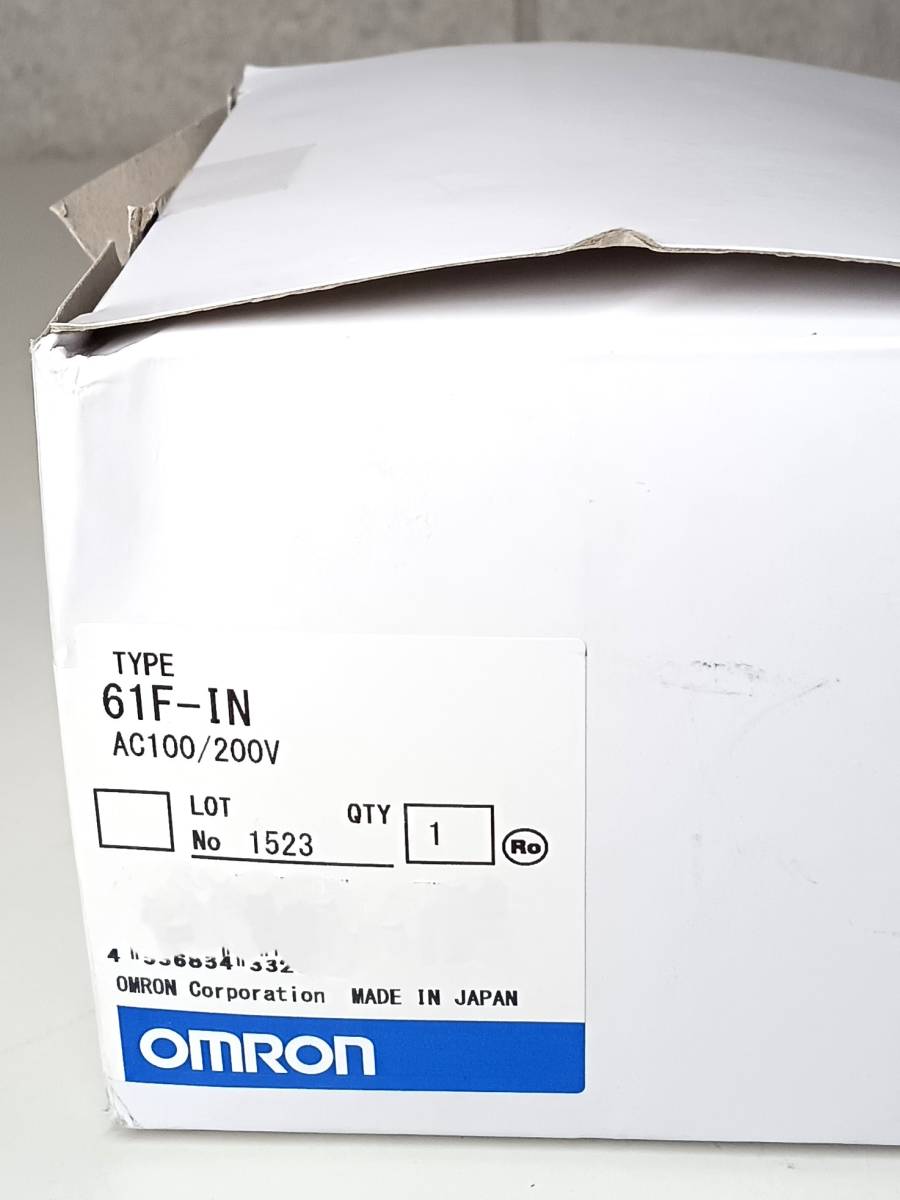 TYPE
61F-IN
AC100/200V
LOT
No 1523
QTY
1
Ro
OMRON Corporation MADE IN JAPAN
OMRON